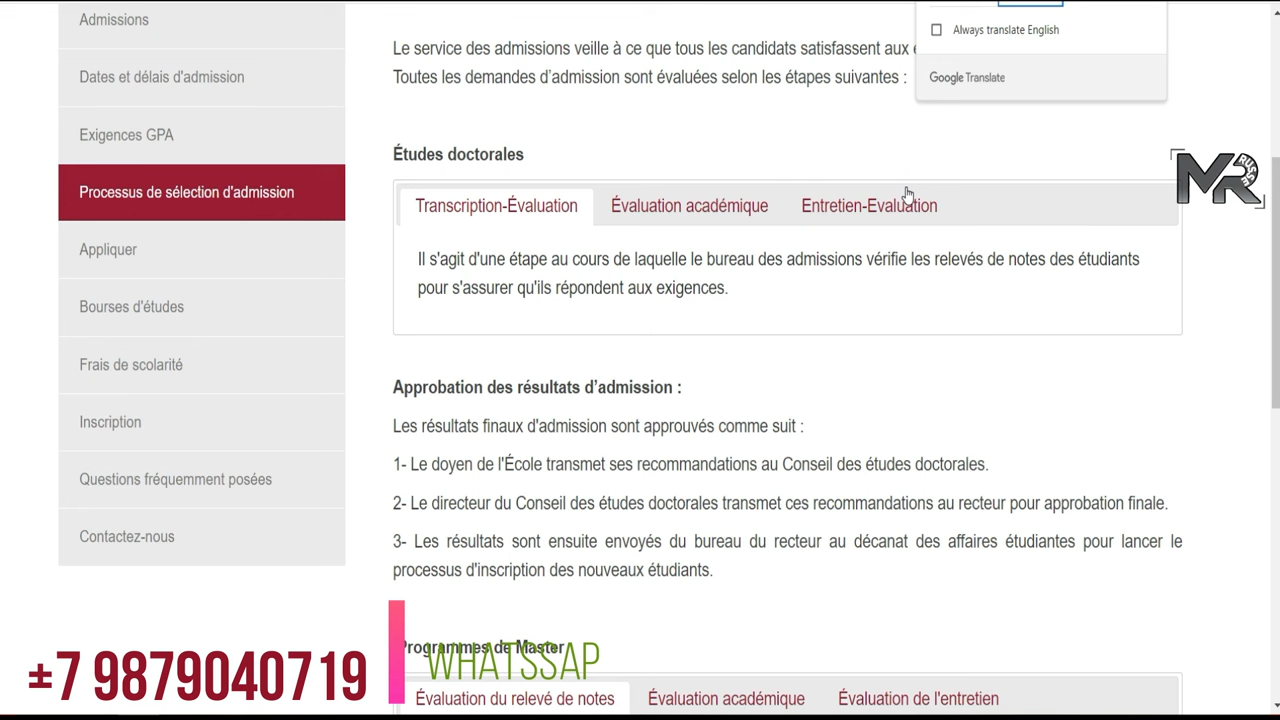 Admissions
Dates et délais d'admission
Exigences GPA
Processus de sélection d'admission
Appliquer
Bourses d'études
Frais de scolarité
Inscription
Questions fréquemment posées
Contactez-nous
Always translate English
Google Translate
Le service des admissions veille à ce que tous les candidats satisfassent aux
Toutes les demandes d’admission sont évaluées selon les étapes suivantes :
Études doctorales
Transcription-Évaluation Évaluation académique Entretien-Evaluation
Il s'agit d'une étape au cours de laquelle le bureau des admissions vérifie les relevés de notes des étudiants
pour s'assurer qu'ils répondent aux exigences.
Approbation des résultats d’admission :
Les résultats finaux d'admission sont approuvés comme suit :
1- Le doyen de l'École transmet ses recommandations au Conseil des études doctorales.
2- Le directeur du Conseil des études doctorales transmet ces recommandations au recteur pour approbation finale.
3- Les résultats sont ensuite envoyés du bureau du recteur au décanat des affaires étudiantes pour lancer le
processus d'inscription des nouveaux étudiants.
Programmes de Master
Évaluation du relevé de notes Évaluation académique Évaluation de l'entretien
MR RUSSE
±7 9879040719
WHATSSAP